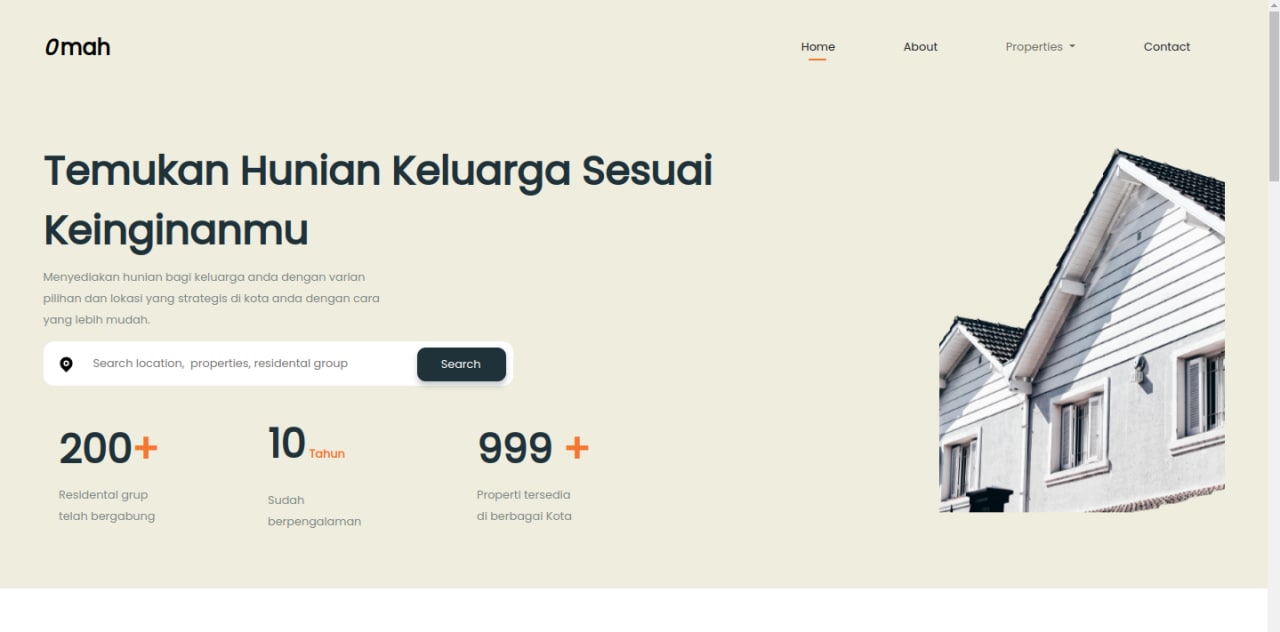 Omah
Home About Properties Contact
Temukan Hunian Keluarga Sesuai
Keinginanmu
Menyediakan hunian bagi keluarga anda dengan varian
pilihan dan lokasi yang strategis di kota anda dengan cara
yang lebih mudah.
Search location, properties, residental group Search
200+
Residental grup
telah bergabung
10 Tahun
Sudah
berpengalaman
999 +
Properti tersedia
di berbagai Kota